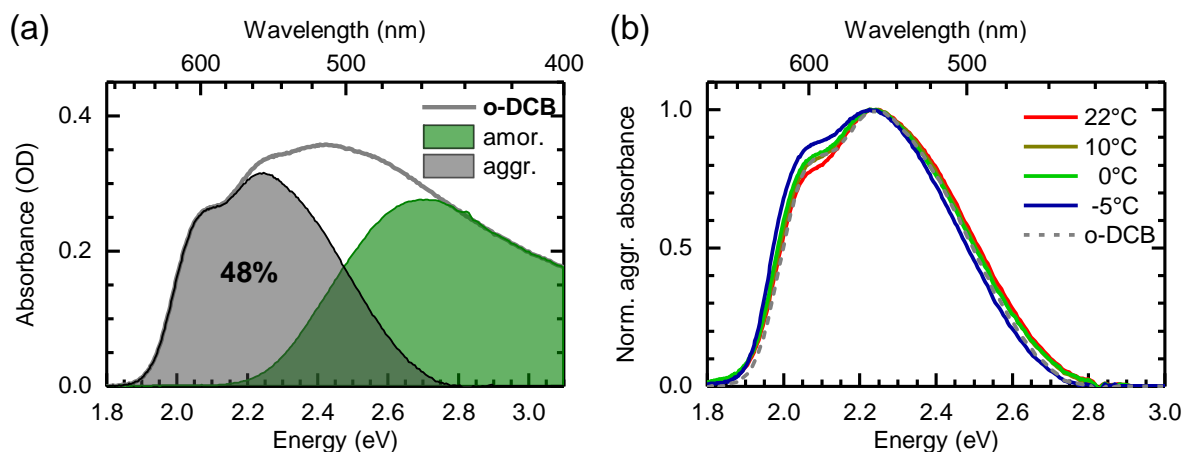 (a)
Wavelength (nm)
600 500 400
0.4
0.2
0.0
Absorbance (OD)
o-DCB
amor.
aggr.
48%
1.8 2.0 2.2 2.4 2.6 2.8 3.0
Energy (eV)
(b)
Wavelength (nm)
600 500
1.0
0.5
0.0
Norm. aggr. absorbance
22°C
10°C
0°C
-5°C
o-DCB
1.8 2.0 2.2 2.4 2.6 2.8 3.0
Energy (eV)